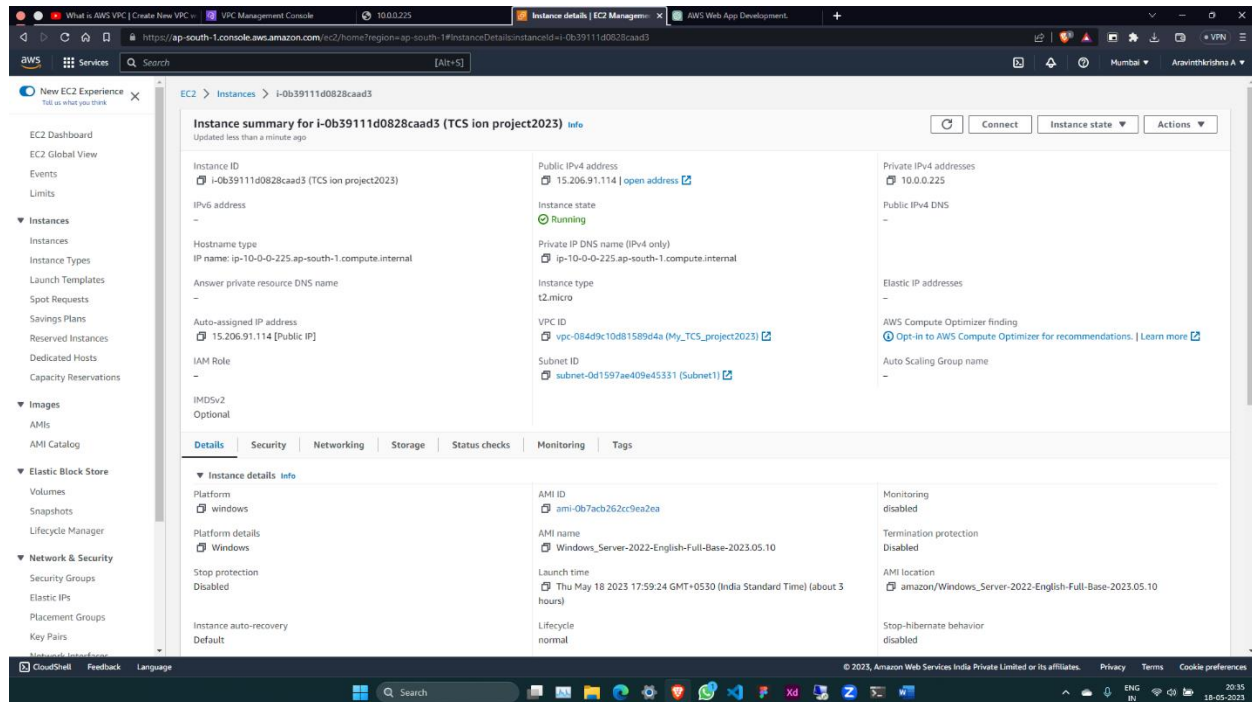 What is AWS VPC | Create New VPC w
VPC Management Console
10.0.0.225
Instance details | EC2 Manageme
AWS Web App Development.
https://ap-south-1.console.aws.amazon.com/ec2/home?region=ap-south-1#InstanceDetails:instanceId=i-0b39111d0828caad3
VPN
aws
Services
Search
[Alt+S]
Mumbai
Aravinthkrishna A
New EC2 Experience
Tell us what you think
EC2 Dashboard
EC2 Global View
Events
Limits
Instances
Instances
Instance Types
Launch Templates
Spot Requests
Savings Plans
Reserved Instances
Dedicated Hosts
Capacity Reservations
Images
AMIs
AMI Catalog
Elastic Block Store
Volumes
Snapshots
Lifecycle Manager
Network & Security
Security Groups
Elastic IPs
Placement Groups
Key Pairs
Network Interfaces
EC2 > Instances > i-0b39111d0828caad3
Instance summary for i-0b39111d0828caad3 (TCS ion project2023) Info
Updated less than a minute ago
Connect
Instance state
Actions
Instance ID
i-0b39111d0828caad3 (TCS ion project2023)
Public IPv4 address
15.206.91.114 | open address
Private IPv4 addresses
10.0.0.225
IPv6 address
–
Instance state
Running
Public IPv4 DNS
–
Hostname type
IP name: ip-10-0-0-225.ap-south-1.compute.internal
Private IP DNS name (IPv4 only)
ip-10-0-0-225.ap-south-1.compute.internal
Answer private resource DNS name
–
Instance type
t2.micro
Elastic IP addresses
–
Auto-assigned IP address
15.206.91.114 [Public IP]
VPC ID
vpc-084d9c10d81589d4a (My_TCS_project2023)
AWS Compute Optimizer finding
Opt-in to AWS Compute Optimizer for recommendations. | Learn more
IAM Role
–
Subnet ID
subnet-0d1597ae409e45331 (Subnet1)
Auto Scaling Group name
–
IMDSv2
Optional
Details
Security
Networking
Storage
Status checks
Monitoring
Tags
Instance details Info
Platform
windows
AMI ID
ami-0b7acb262cc9ea2ea
Monitoring
disabled
Platform details
Windows
AMI name
Windows_Server-2022-English-Full-Base-2023.05.10
Termination protection
Disabled
Stop protection
Disabled
Launch time
Thu May 18 2023 17:59:24 GMT+0530 (India Standard Time) (about 3
hours)
AMI location
amazon/Windows_Server-2022-English-Full-Base-2023.05.10
Instance auto-recovery
Default
Lifecycle
normal
Stop-hibernate behavior
disabled
CloudShell
Feedback
Language
© 2023, Amazon Web Services India Private Limited or its affiliates.
Privacy
Terms
Cookie preferences
Search
ENG
IN
20:35
18-05-2023